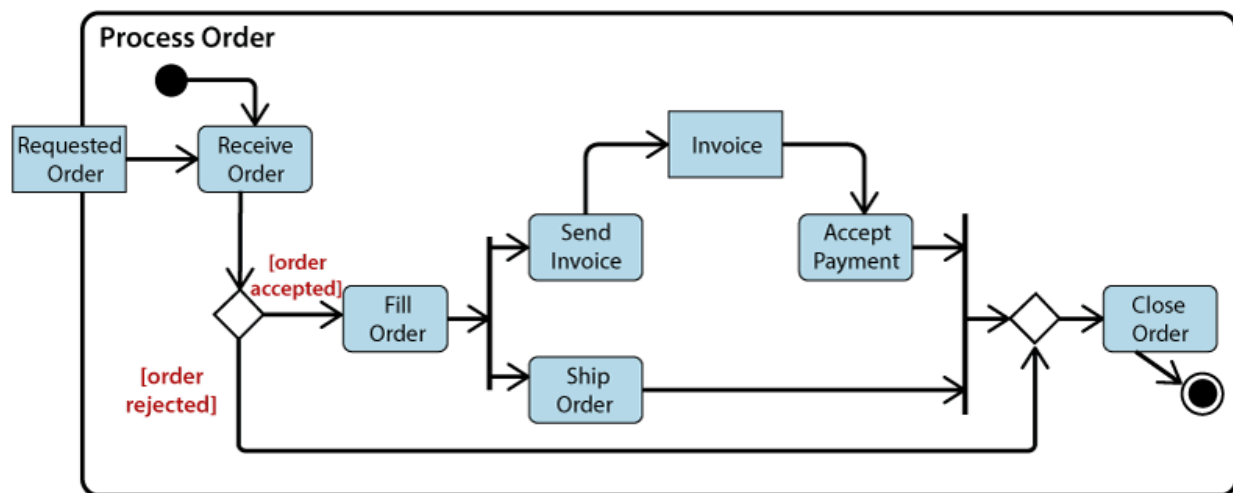 Process Order
Requested
Order
Receive
Order
Invoice
Send
Invoice
Accept
Payment
[order
accepted]
Fill
Order
Close
Order
[order
rejected]
Ship
Order